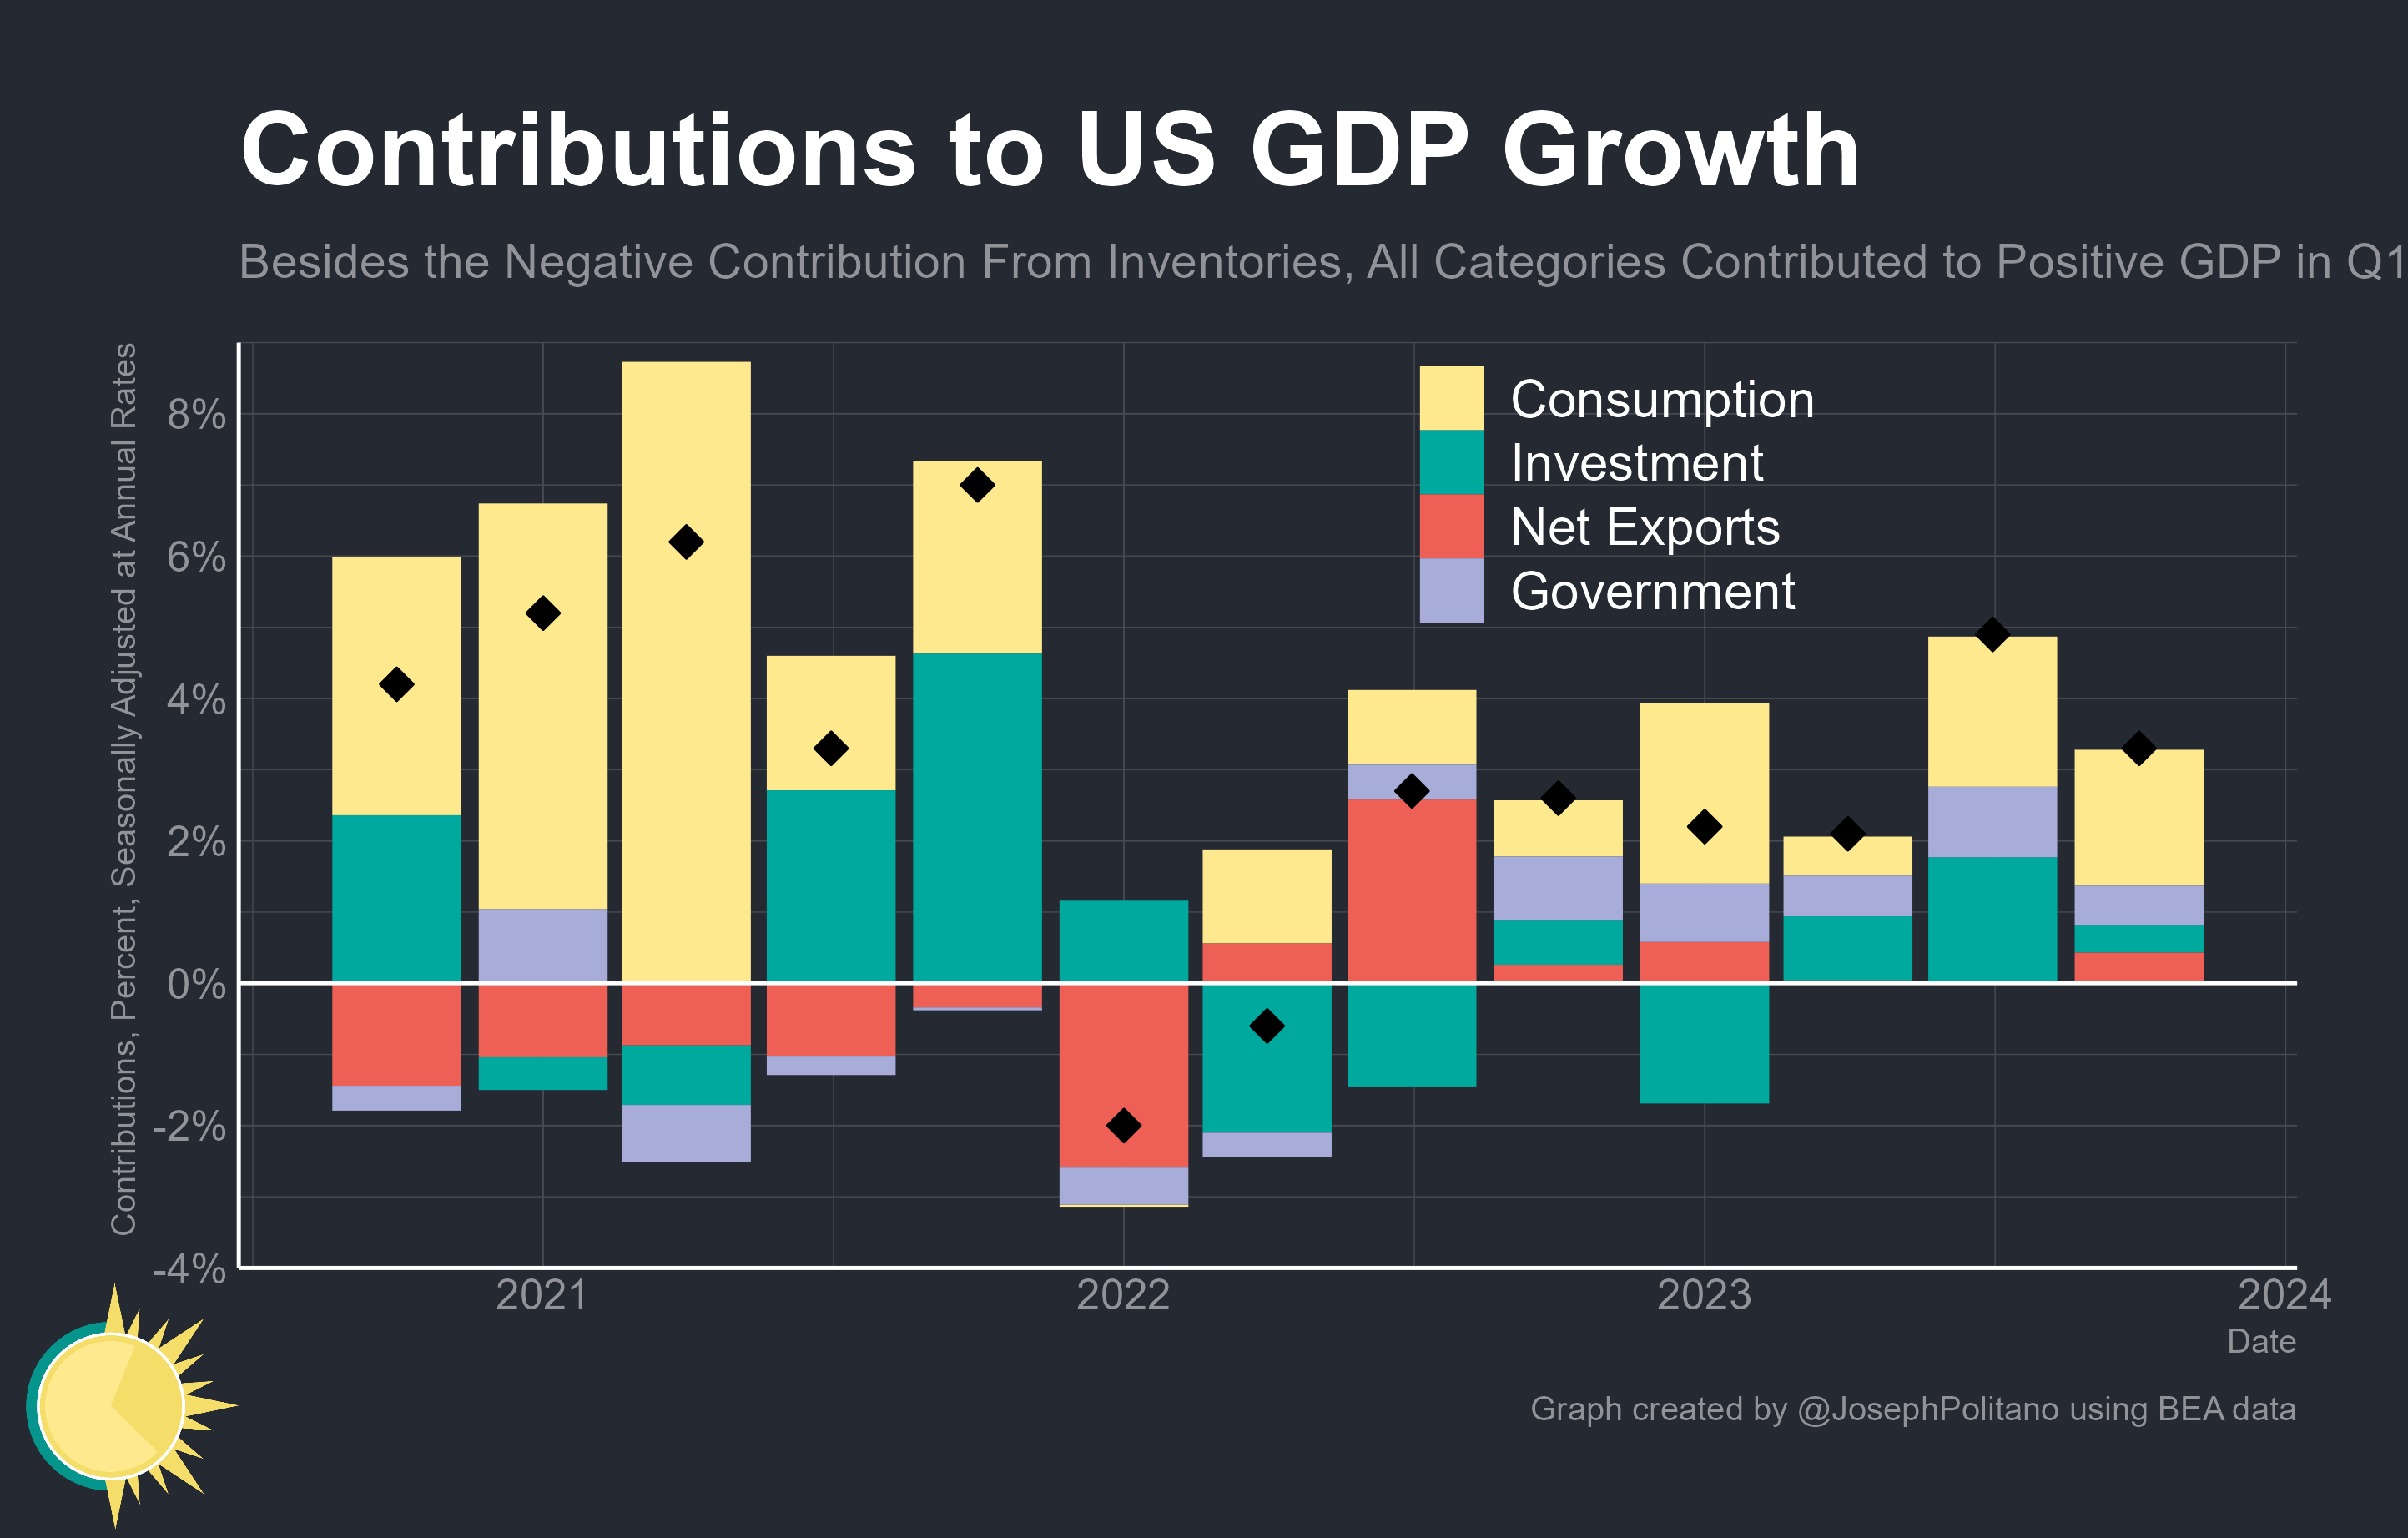 Contributions to US GDP Growth
Besides the Negative Contribution From Inventories, All Categories Contributed to Positive GDP in Q1
Contributions, Percent, Seasonally Adjusted at Annual Rates
8%
6%
4%
2%
0%
-2%
-4%
Consumption
Investment
Net Exports
Government
2021
2022
2023
2024
Date
Graph created by @JosephPolitano using BEA data